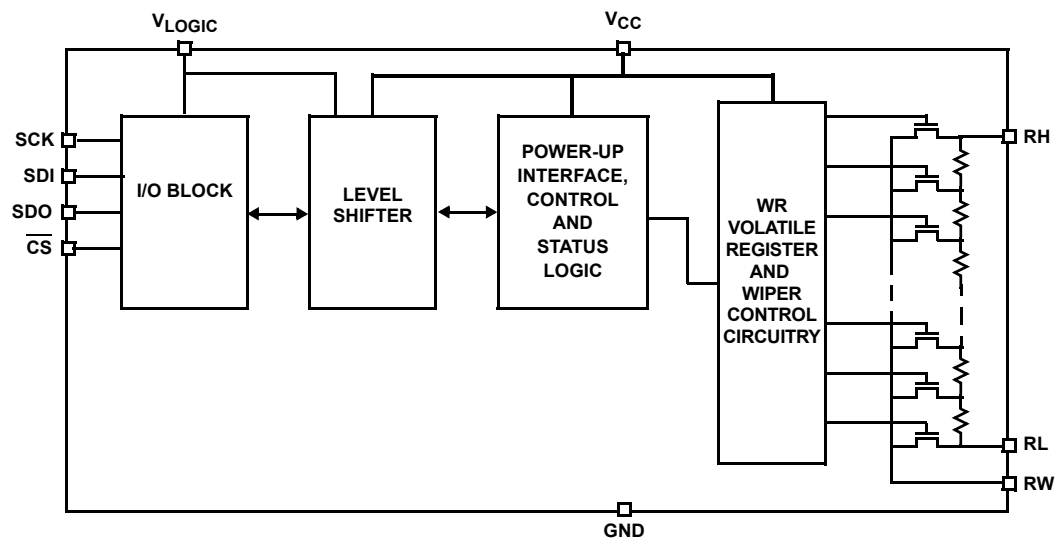 VLOGIC
VCC
SCK
SDI
SDO
CS
I/O BLOCK
LEVEL
SHIFTER
POWER-UP
INTERFACE,
CONTROL
AND
STATUS
LOGIC
WR
VOLATILE
REGISTER
AND
WIPER
CONTROL
CIRCUITRY
RH
RL
RW
GND